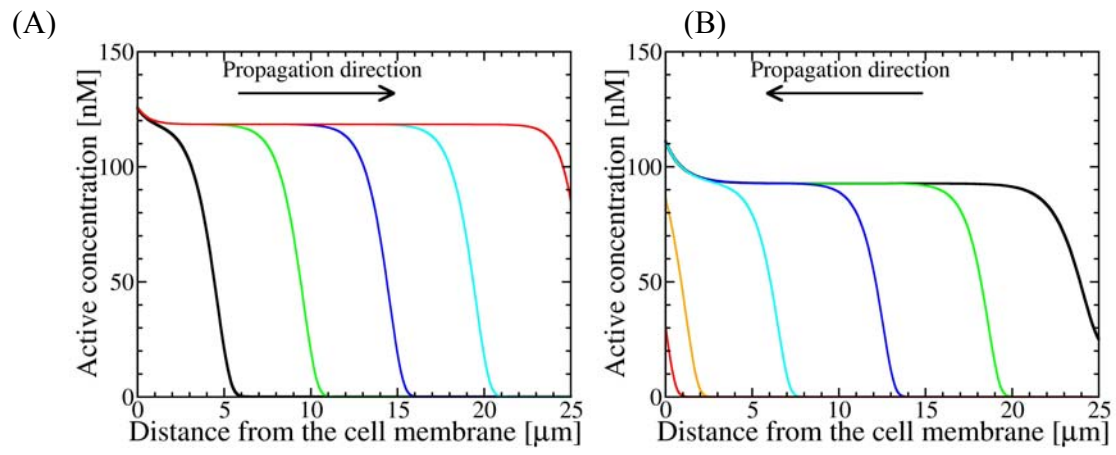 (A)
150
100
50
0
Active concentration [nM]
Propagation direction
0 5 10 15 20 25
Distance from the cell membrane [μm]
(B)
150
100
50
0
Active concentration [nM]
Propagation direction
0 5 10 15 20 25
Distance from the cell membrane [μm]